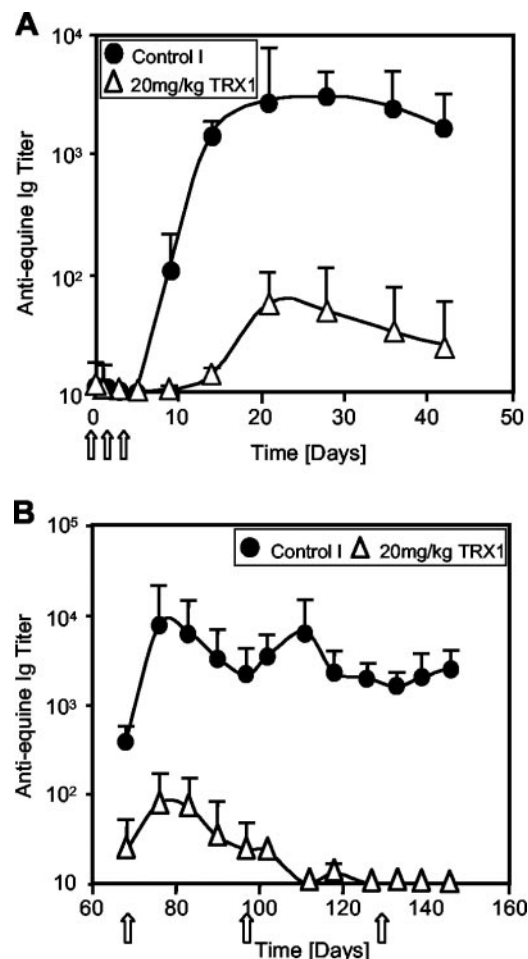 A
10⁴
Control I
20mg/kg TRX1
10³
Anti-equine Ig Titer
10²
10
0 10 20 30 40 50
Time [Days]
B
10⁵
Control I 20mg/kg TRX1
10⁴
10³
Anti-equine Ig Titer
10²
10
60 80 100 120 140 160
Time [Days]